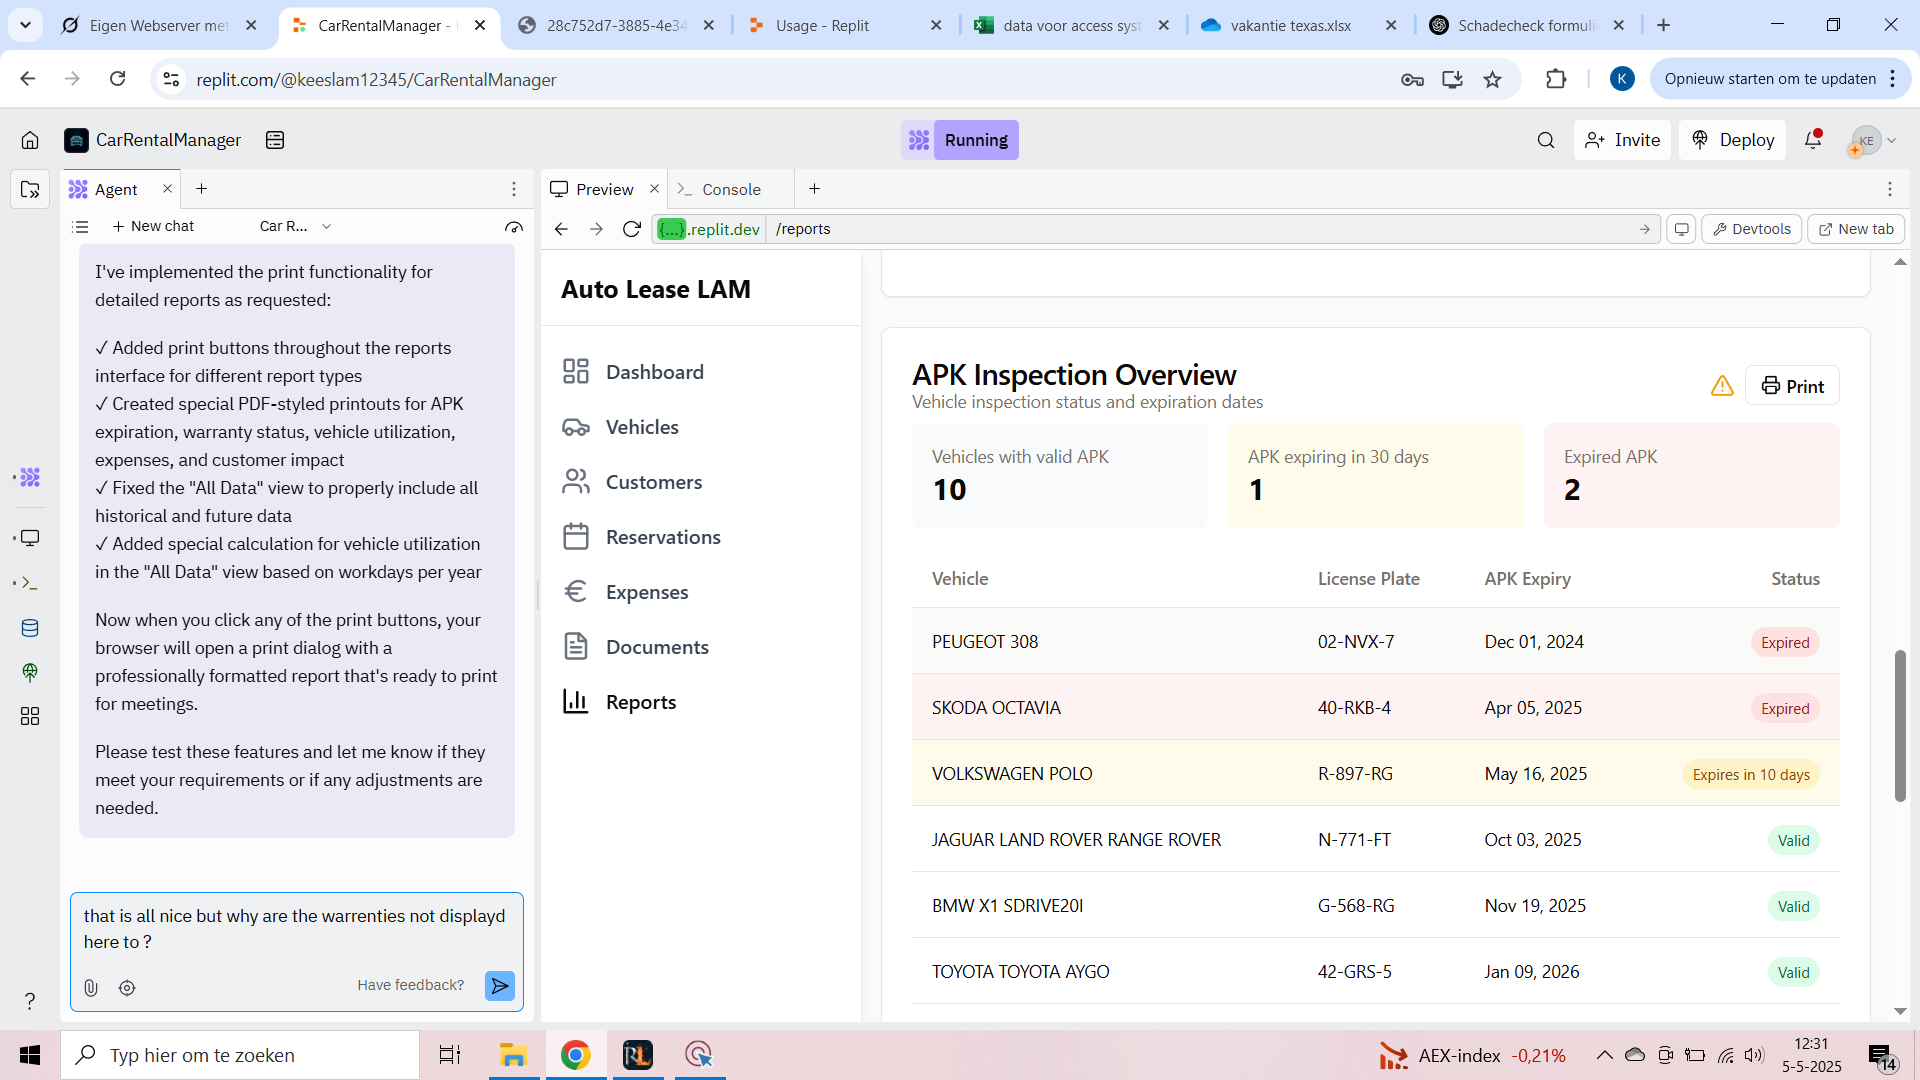 Eigen Webserver met
CarRentalManager -
28c752d7-3885-4e34
Usage - Replit
data voor access syst
vakantie texas.xlsx
Schadecheck formuli
replit.com/@keeslam12345/CarRentalManager
K
Opnieuw starten om te updaten
CarRentalManager
Running
Invite
Deploy
KE
Agent
Preview
Console
New chat
Car R...
{...}.replit.dev
/reports
Devtools
New tab
I've implemented the print functionality for
detailed reports as requested:
✓ Added print buttons throughout the reports
interface for different report types
✓ Created special PDF-styled printouts for APK
expiration, warranty status, vehicle utilization,
expenses, and customer impact
✓ Fixed the "All Data" view to properly include all
historical and future data
✓ Added special calculation for vehicle utilization
in the "All Data" view based on workdays per year
Now when you click any of the print buttons, your
browser will open a print dialog with a
professionally formatted report that's ready to print
for meetings.
Please test these features and let me know if they
meet your requirements or if any adjustments are
needed.
that is all nice but why are the warrenties not displayd
here to ?
Have feedback?
?
Auto Lease LAM
Dashboard
Vehicles
Customers
Reservations
Expenses
Documents
Reports
APK Inspection Overview
Vehicle inspection status and expiration dates
Print
Vehicles with valid APK
10
APK expiring in 30 days
1
Expired APK
2
Vehicle License Plate APK Expiry Status
PEUGEOT 308 02-NVX-7 Dec 01, 2024 Expired
SKODA OCTAVIA 40-RKB-4 Apr 05, 2025 Expired
VOLKSWAGEN POLO R-897-RG May 16, 2025 Expires in 10 days
JAGUAR LAND ROVER RANGE ROVER N-771-FT Oct 03, 2025 Valid
BMW X1 SDRIVE20I G-568-RG Nov 19, 2025 Valid
TOYOTA TOYOTA AYGO 42-GRS-5 Jan 09, 2026 Valid
Typ hier om te zoeken
RL
AEX-index -0,21%
12:31
5-5-2025
14